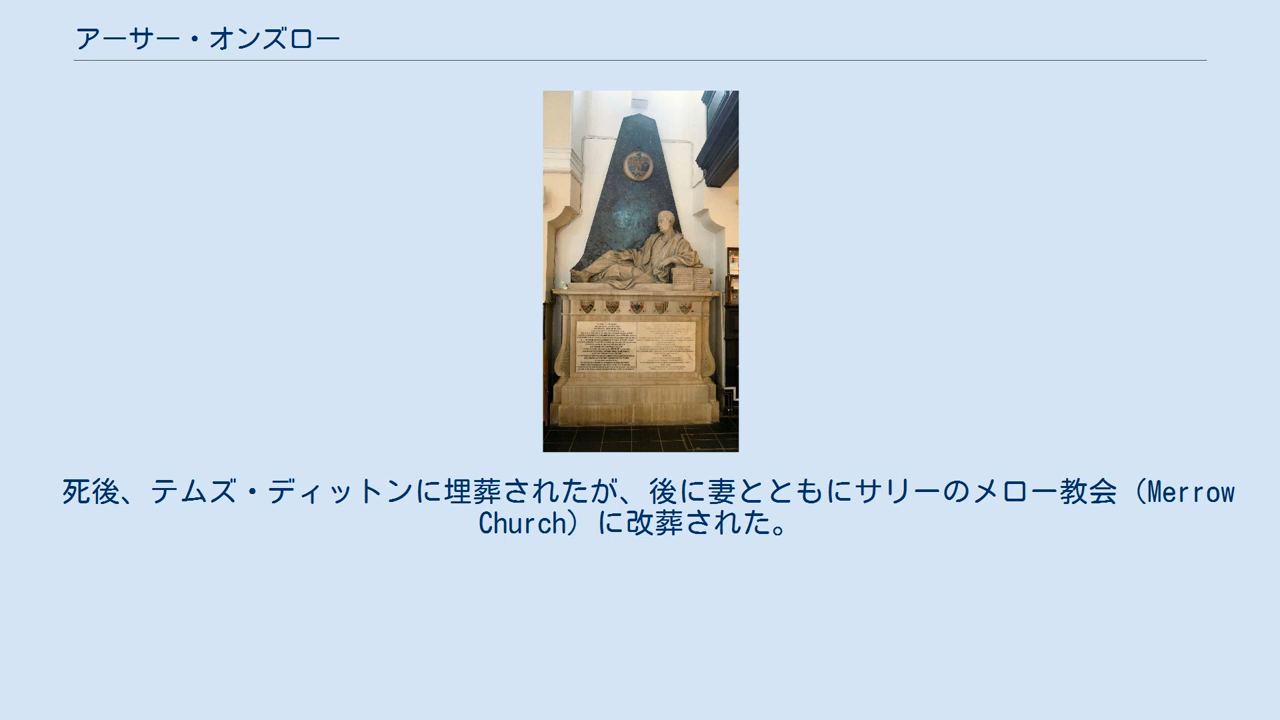 アーサー・オンズロー
死後、テムズ・ディットンに埋葬されたが、後に妻とともにサリーのメロー教会（Merrow
Church）に改葬された。